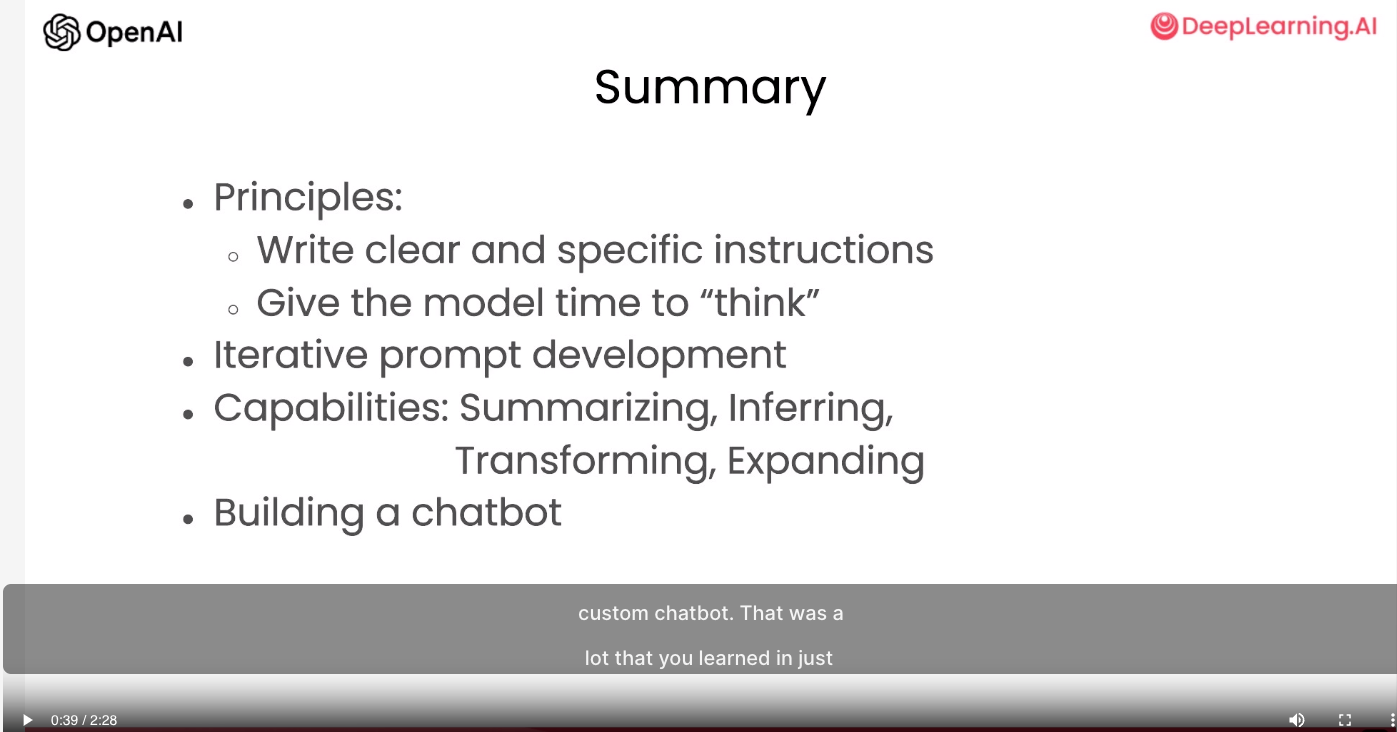 OpenAI
DeepLearning.AI
Summary
Principles:
Write clear and specific instructions
Give the model time to “think”
Iterative prompt development
Capabilities: Summarizing, Inferring,
Transforming, Expanding
Building a chatbot
custom chatbot. That was a
lot that you learned in just
0:39 / 2:28